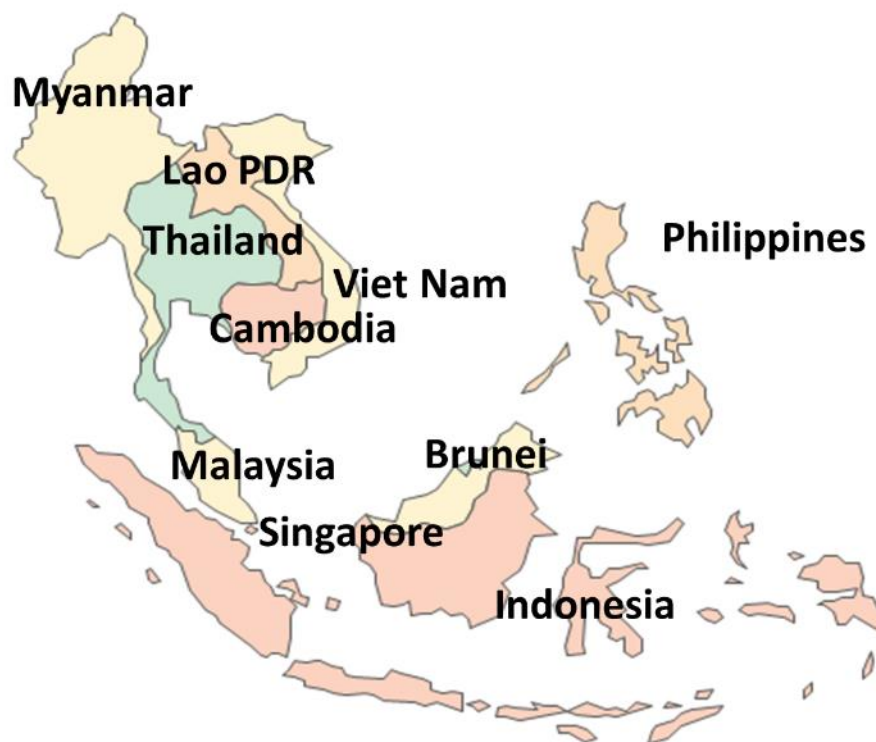 Myanmar
Lao PDR
Thailand
Philippines
Viet Nam
Cambodia
Brunei
Malaysia
Singapore
Indonesia